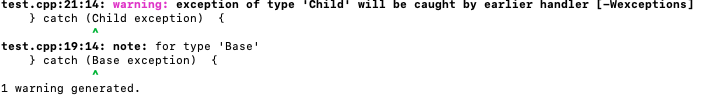 test.cpp:21:14: warning: exception of type 'Child' will be caught by earlier handler [-Wexceptions]
    } catch (Child exception)  {
             ^
test.cpp:19:14: note: for type 'Base'
    } catch (Base exception)  {
             ^
1 warning generated.